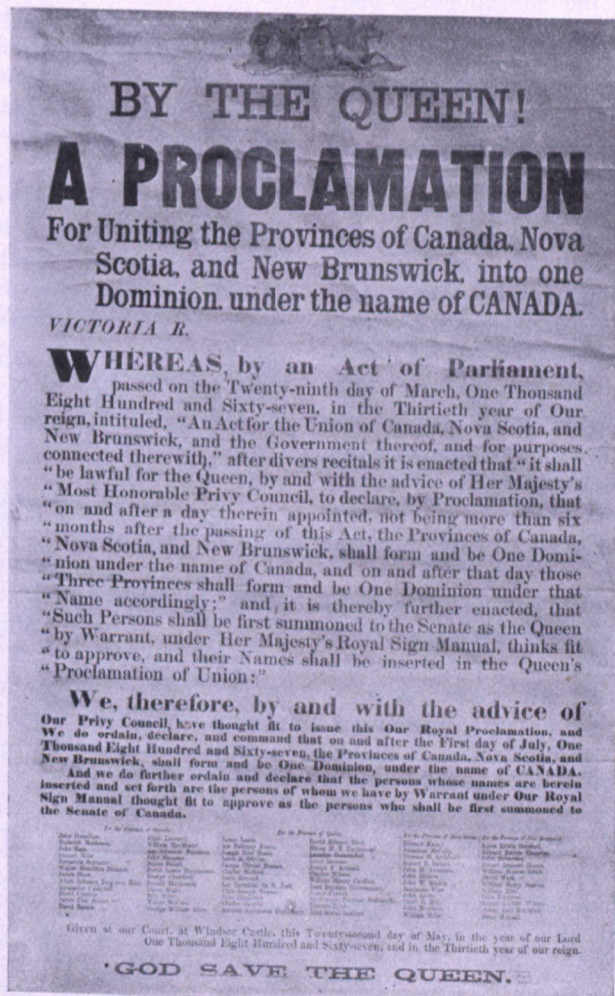 BY THE QUEEN!
A PROCLAMATION
For Uniting the Provinces of Canada, Nova
Scotia, and New Brunswick, into one
Dominion, under the name of CANADA.
VICTORIA R.
WHEREAS, by an Act of Parliament,
passed on the Twenty-ninth day of March, One Thousand
Eight Hundred and Sixty-seven, in the Thirtieth year of Our
reign, intituled, "An Act for the Union of Canada, Nova Scotia, and
New Brunswick, and the Government thereof, and for purposes
connected therewith," after divers recitals it is enacted that "it shall
"be lawful for the Queen, by and with the advice of Her Majesty's
"Most Honorable Privy Council, to declare, by Proclamation, that
"on and after a day therein appointed, not being more than six
"months after the passing of this Act, the Provinces of Canada,
"Nova Scotia, and New Brunswick, shall form and be One Domi-
"nion under the name of Canada, and on and after that day those
"Three Provinces shall form and be One Dominion under that
"Name accordingly;" and it is thereby further enacted, that
"Such Persons shall be first summoned to the Senate as the Queen
"by Warrant, under Her Majesty's Royal Sign Manual, thinks fit
"to approve, and their Names shall be inserted in the Queen's
"Proclamation of Union:"
We, therefore, by and with the advice of
Our Privy Council, have thought fit to issue this Our Royal Proclamation, and
We do ordain, declare, and command that on and after the First day of July, One
Thousand Eight Hundred and Sixty-seven, the Provinces of Canada, Nova Scotia, and
New Brunswick, shall form and be One Dominion, under the name of CANADA.
And we do further ordain and declare that the persons whose names are herein
inserted and set forth are the persons of whom we have by Warrant under Our Royal
Sign Manual thought fit to approve as the persons who shall be first summoned to
the Senate of Canada.
Given at our Court, at Windsor Castle, this Twenty-second day of May, in the year of our Lord
One Thousand Eight Hundred and Sixty-seven, and in the Thirtieth year of our reign.
GOD SAVE THE QUEEN.